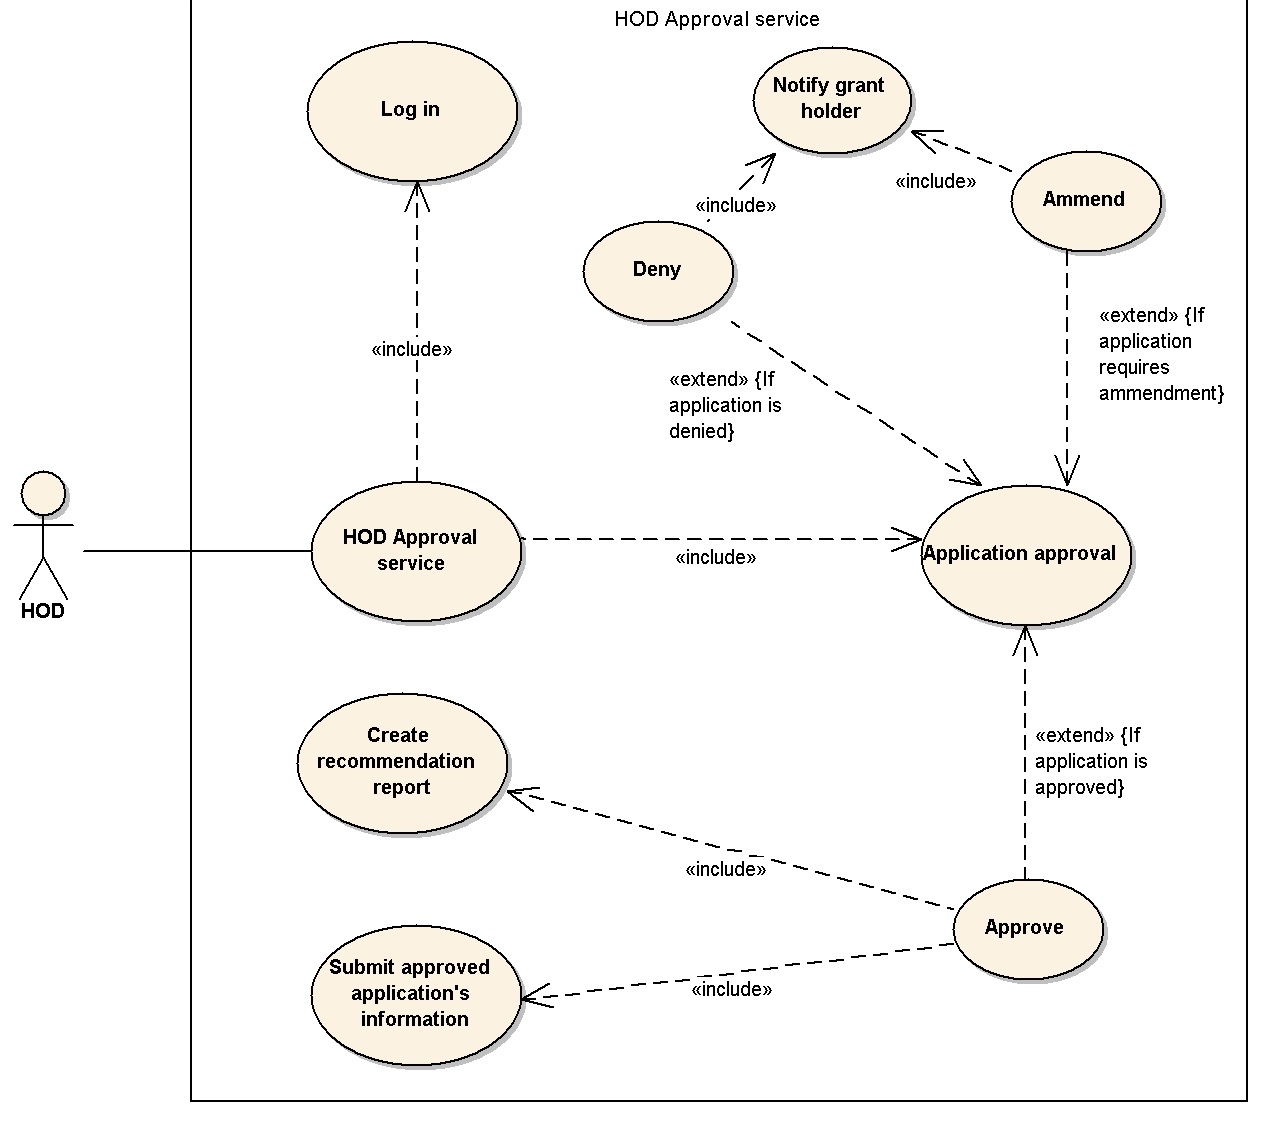 HOD Approval service
Log in
Notify grant
holder
«include»
Ammend
«include»
Deny
«extend» {If
application
requires
ammendment}
«include»
«extend» {If
application is
denied}
HOD
HOD Approval
service
«include»
Application approval
Create
recommendation
report
«extend» {If
application is
approved}
«include»
Approve
Submit approved
application's
information
«include»